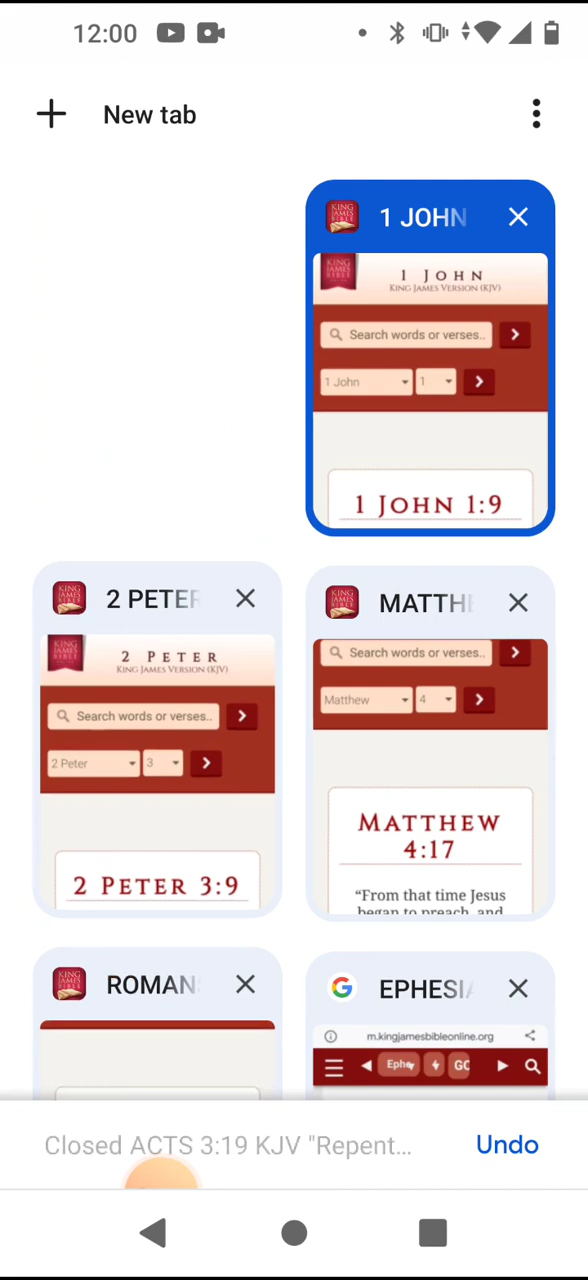 12:00
New tab
1 JOHN
1 JOHN
KING JAMES VERSION (KJV)
Search words or verses..
1 John 1
1 JOHN 1:9
2 PETER
2 PETER
KING JAMES VERSION (KJV)
Search words or verses..
2 Peter 3
2 PETER 3:9
MATTH
Search words or verses..
Matthew 4
MATTHEW
4:17
“From that time Jesus
began to preach, and
ROMAN
EPHESIA
m.kingjamesbibleonline.org
Ephe GO
Closed ACTS 3:19 KJV "Repent...
Undo